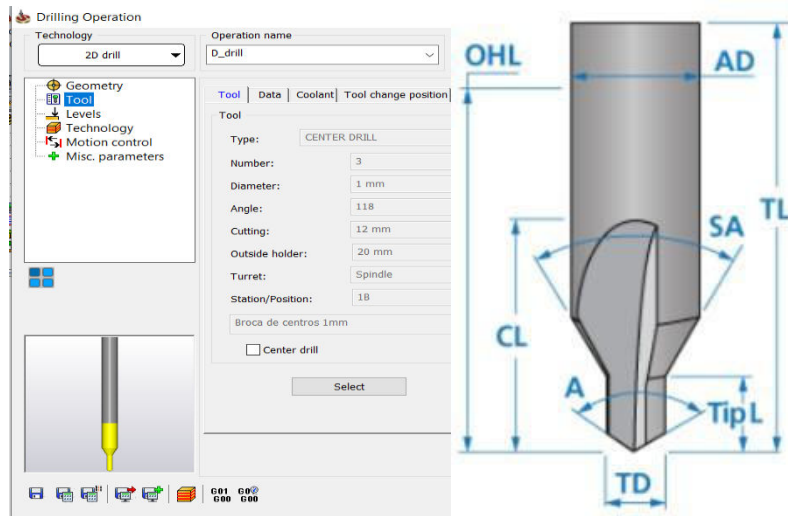 Drilling Operation
Technology
Operation name
2D drill
D_drill
Geometry
Tool
Levels
Technology
Motion control
Misc. parameters
Tool
Data
Coolant
Tool change position
Tool
Type:
CENTER DRILL
Number:
3
Diameter:
1 mm
Angle:
118
Cutting:
12 mm
Outside holder:
20 mm
Turret:
Spindle
Station/Position:
18
Broca de centros 1mm
Center drill
Select
G01 G0
G00 G00
OHL
AD
TL
SA
CL
A
Tip L
TD